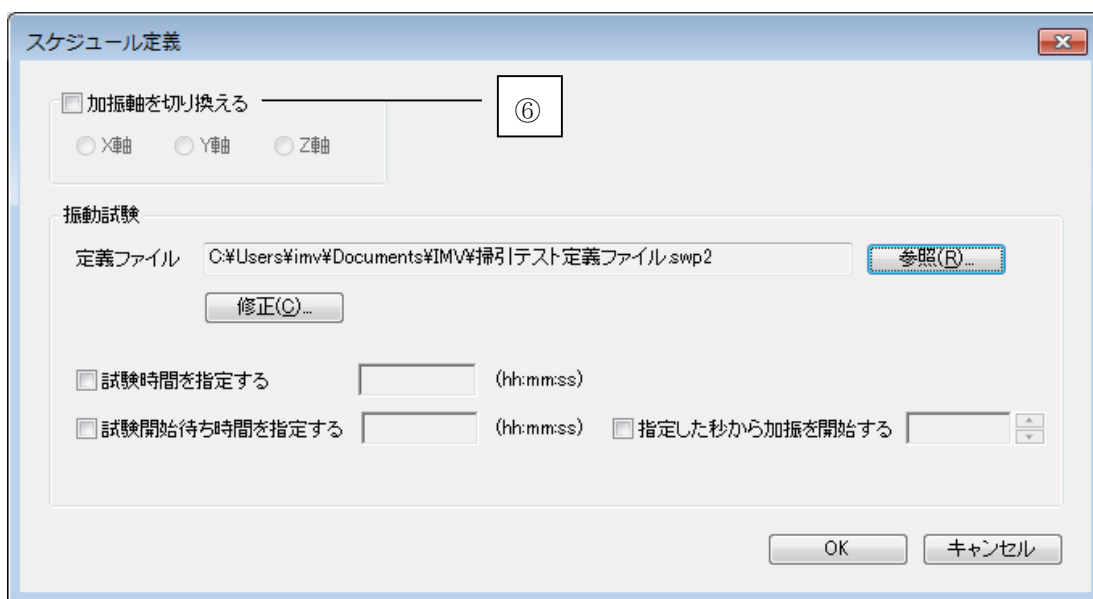 スケジュール定義
加振軸を切り換える
⑥
X軸 Y軸 Z軸
振動試験
定義ファイル C:¥Users¥imv¥Documents¥IMV¥掃引テスト定義ファイル.swp2 参照(R)...
修正(C)...
試験時間を指定する (hh:mm:ss)
試験開始待ち時間を指定する (hh:mm:ss) 指定した秒から加振を開始する
OK キャンセル